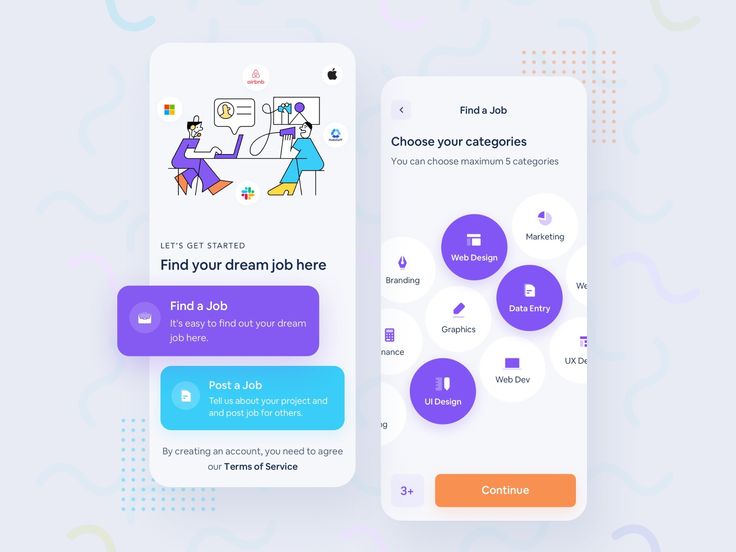 airbnb
LET'S GET STARTED
Find your dream job here
Find a Job
It's easy to find out your dream
job here.
Post a Job
Tell us about your project and
and post job for others.
By creating an account, you need to agree
our Terms of Service
Find a Job
Choose your categories
You can choose maximum 5 categories
Marketing
Web Design
Branding
We
Data Entry
Graphics
nance
UX De
Web Dev
UI Design
ng
3+
Continue